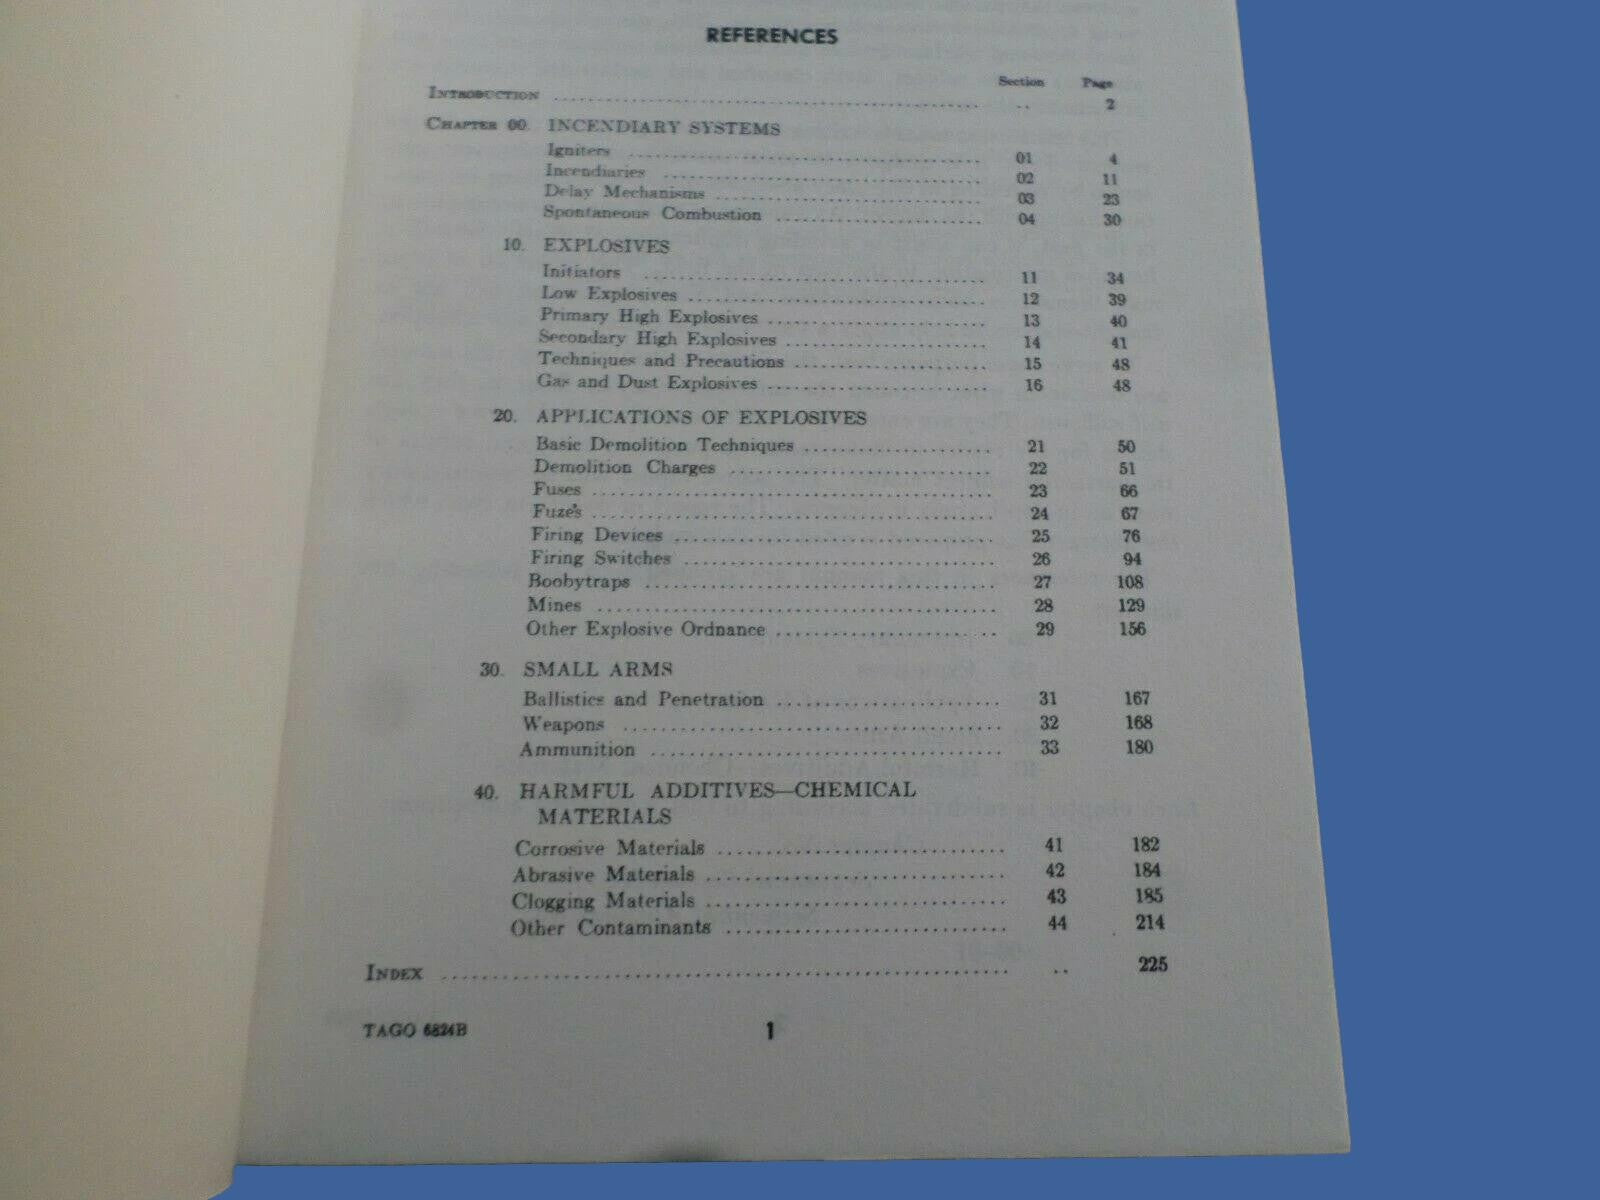 REFERENCES
Section Page
INTRODUCTION .. 2
CHAPTER 00. INCENDIARY SYSTEMS
Igniters 01 4
Incendiaries 02 11
Delay Mechanisms 03 23
Spontaneous Combustion 04 30
10. EXPLOSIVES
Initiators 11 34
Low Explosives 12 39
Primary High Explosives 13 40
Secondary High Explosives 14 41
Techniques and Precautions 15 48
Gas and Dust Explosives 16 48
20. APPLICATIONS OF EXPLOSIVES
Basic Demolition Techniques 21 50
Demolition Charges 22 51
Fuses 23 66
Fuzes 24 67
Firing Devices 25 76
Firing Switches 26 94
Boobytraps 27 108
Mines 28 129
Other Explosive Ordnance 29 156
30. SMALL ARMS
Ballistics and Penetration 31 167
Weapons 32 168
Ammunition 33 180
40. HARMFUL ADDITIVES—CHEMICAL
MATERIALS
Corrosive Materials 41 182
Abrasive Materials 42 184
Clogging Materials 43 185
Other Contaminants 44 214
INDEX .. 225
TAGO 6824B 1